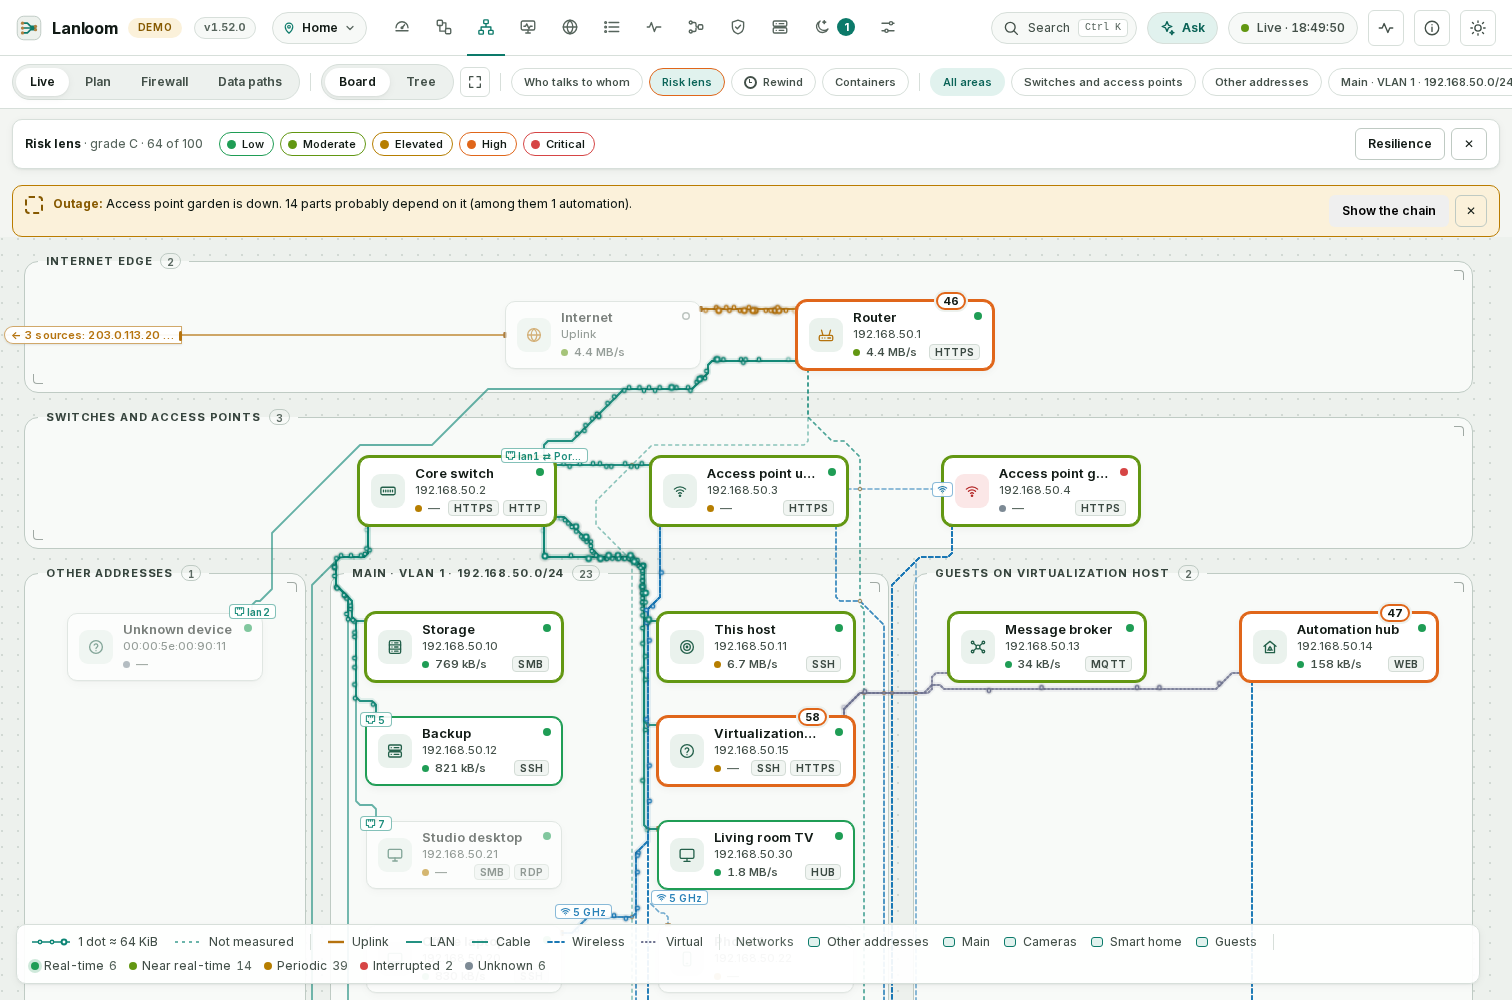 Lanloom DEMO v1.52.0 Home 1 Search Ctrl K Ask Live · 18:49:50
Live Plan Firewall Data paths Board Tree Who talks to whom Risk lens Rewind Containers All areas Switches and access points Other addresses Main · VLAN 1 · 192.168.50.0/24
Risk lens · grade C · 64 of 100 Low Moderate Elevated High Critical Resilience ×
Outage: Access point garden is down. 14 parts probably depend on it (among them 1 automation). Show the chain ×
INTERNET EDGE 2
← 3 sources: 203.0.113.20 ...
Internet
Uplink
4.4 MB/s
46
Router
192.168.50.1
4.4 MB/s HTTPS
SWITCHES AND ACCESS POINTS 3
lan1 ⇄ Por...
Core switch
192.168.50.2
— HTTPS HTTP
Access point u...
192.168.50.3
— HTTPS
Access point g...
192.168.50.4
— HTTPS
OTHER ADDRESSES 1
lan2
Unknown device
00:00:5e:00:90:11
—
MAIN · VLAN 1 · 192.168.50.0/24 23
Storage
192.168.50.10
769 kB/s SMB
This host
192.168.50.11
6.7 MB/s SSH
5
Backup
192.168.50.12
821 kB/s SSH
58
Virtualization...
192.168.50.15
— SSH HTTPS
7
Studio desktop
192.168.50.21
— SMB RDP
Living room TV
192.168.50.30
1.8 MB/s HUB
5 GHz
5 GHz
GUESTS ON VIRTUALIZATION HOST 2
Message broker
192.168.50.13
34 kB/s MQTT
47
Automation hub
192.168.50.14
158 kB/s WEB
1 dot ≈ 64 KiB Not measured Uplink LAN Cable Wireless Virtual Networks Other addresses Main Cameras Smart home Guests
Real-time 6 Near real-time 14 Periodic 39 Interrupted 2 Unknown 6